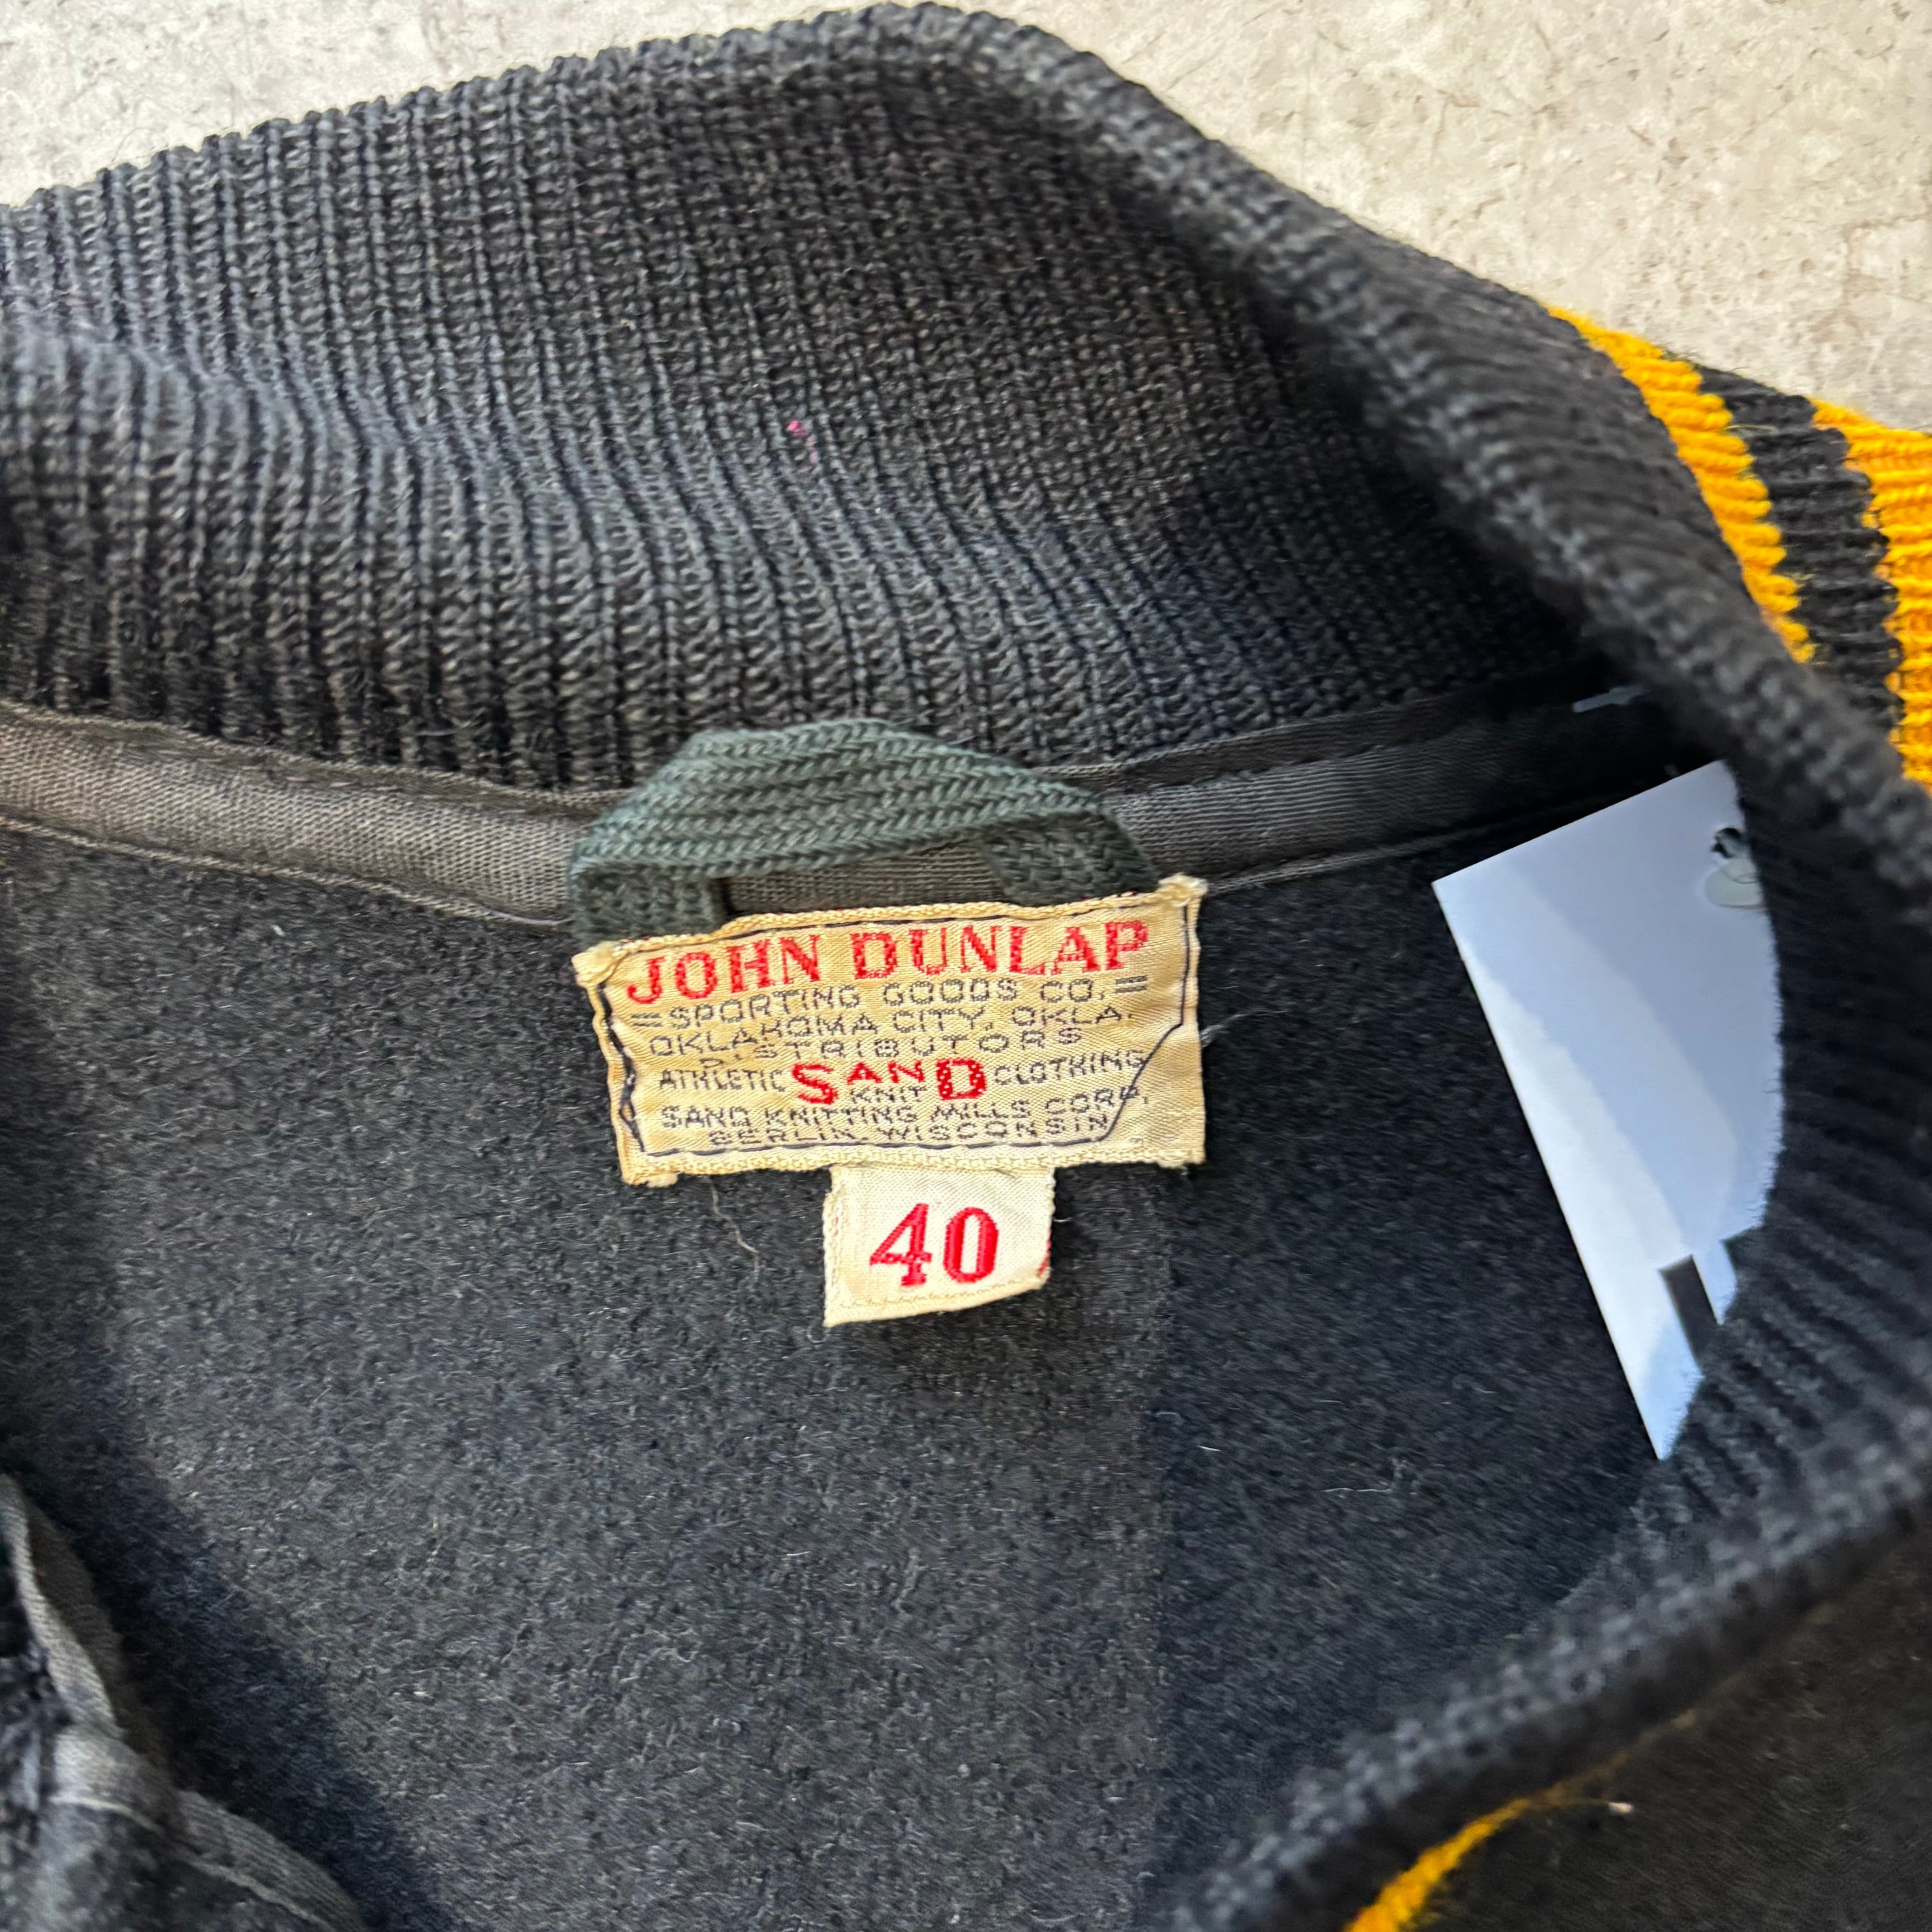 JOHN DUNLAP
=SPORTING GOODS CO.=
OKLAHOMA CITY, OKLA.
DISTRIBUTORS
ATHLETIC SAND KNIT CLOTHING
SAND KNITTING MILLS CORP.
BERLIN, WISCONSIN
40